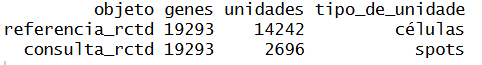 objeto genes unidades tipo_de_unidade
referencia_rctd 19293 14242 células
consulta_rctd 19293 2696 spots